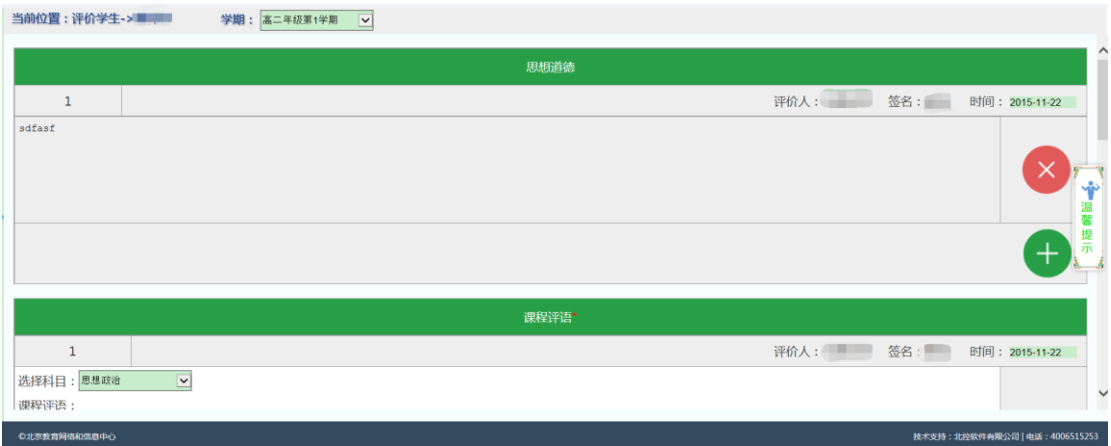 当前位置：评价学生-> 学期： 高二年级第1学期
思想道德
1 评价人： 签名： 时间： 2015-11-22
sdfasf
温馨提示
课程评语*
1 评价人： 签名： 时间： 2015-11-22
选择科目： 思想政治
课程评语：
©北京教育网络和信息中心 技术支持：北控软件有限公司 | 电话：4006515253